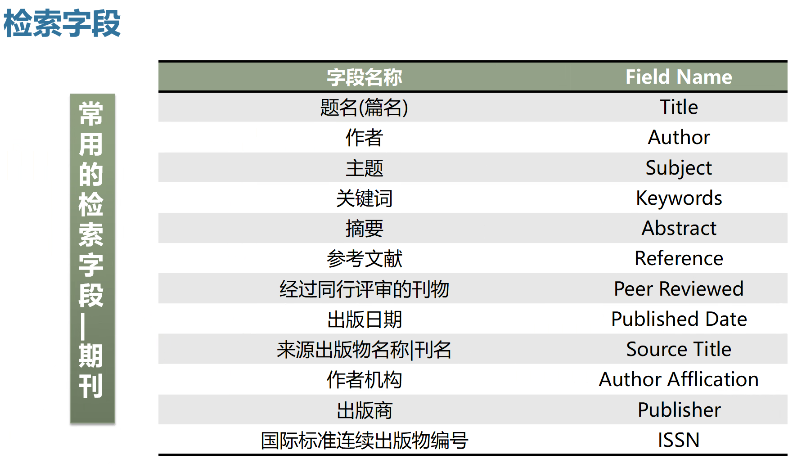 检索字段
常用的检索字段—期刊
字段名称 Field Name
题名(篇名) Title
作者 Author
主题 Subject
关键词 Keywords
摘要 Abstract
参考文献 Reference
经过同行评审的刊物 Peer Reviewed
出版日期 Published Date
来源出版物名称|刊名 Source Title
作者机构 Author Afflication
出版商 Publisher
国际标准连续出版物编号 ISSN